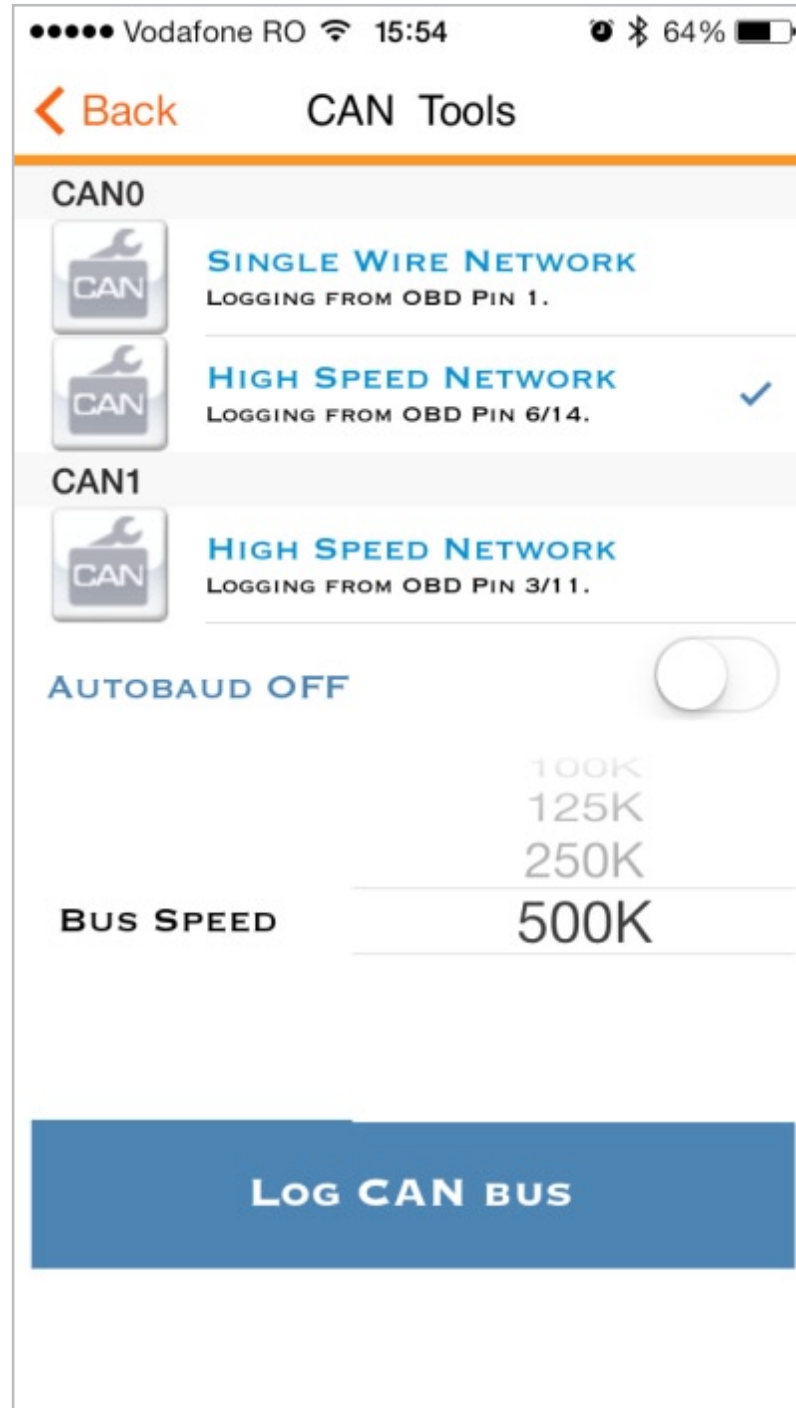 Vodafone RO 15:54 64%
Back CAN Tools
CAN0
CAN
SINGLE WIRE NETWORK
LOGGING FROM OBD PIN 1.
CAN
HIGH SPEED NETWORK
LOGGING FROM OBD PIN 6/14.
CAN1
CAN
HIGH SPEED NETWORK
LOGGING FROM OBD PIN 3/11.
AUTOBAUD OFF
100K
125K
250K
BUS SPEED 500K
LOG CAN BUS